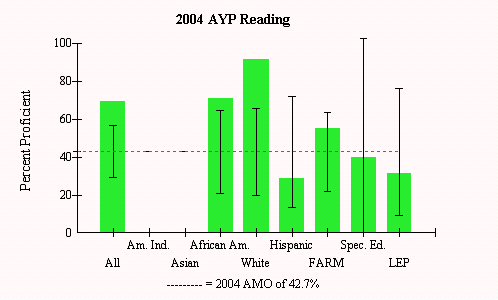 2004 AYP Reading
Percent Proficient
100
80
60
40
20
0
Am. Ind. African Am. Hispanic Spec. Ed.
All Asian White FARM LEP
--------- = 2004 AMO of 42.7%